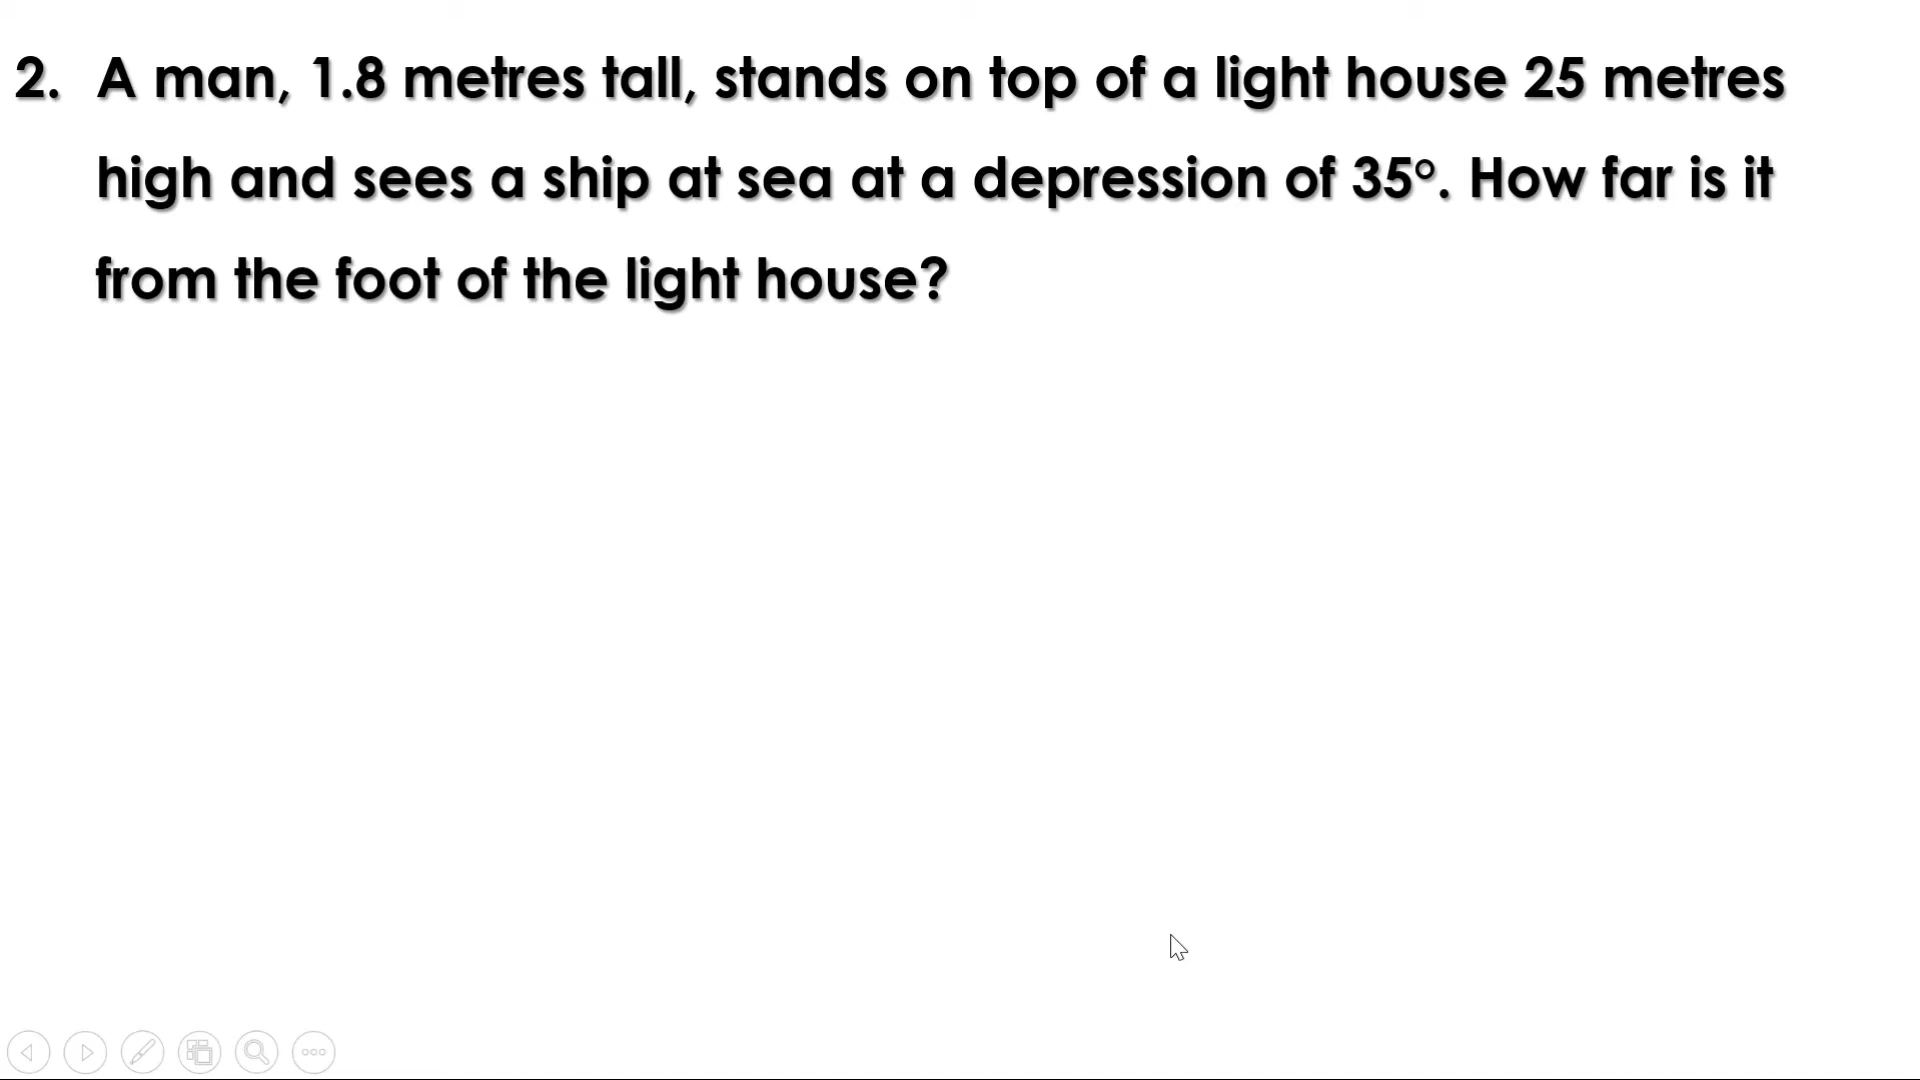 2. A man, 1.8 metres tall, stands on top of a light house 25 metres
high and sees a ship at sea at a depression of 35°. How far is it
from the foot of the light house?